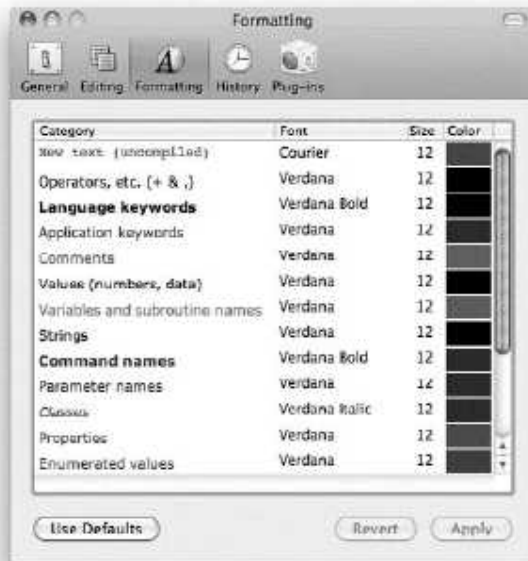 Formatting
General Editing Formatting History Plug-ins
Category Font Size Color
New text (uncompiled) Courier 12
Operators, etc. (+ & ,) Verdana 12
Language keywords Verdana Bold 12
Application keywords Verdana 12
Comments Verdana 12
Values (numbers, data) Verdana 12
Variables and subroutine names Verdana 12
Strings Verdana 12
Command names Verdana Bold 12
Parameter names Verdana 12
Classes Verdana Italic 12
Properties Verdana 12
Enumerated values Verdana 12
Use Defaults Revert Apply